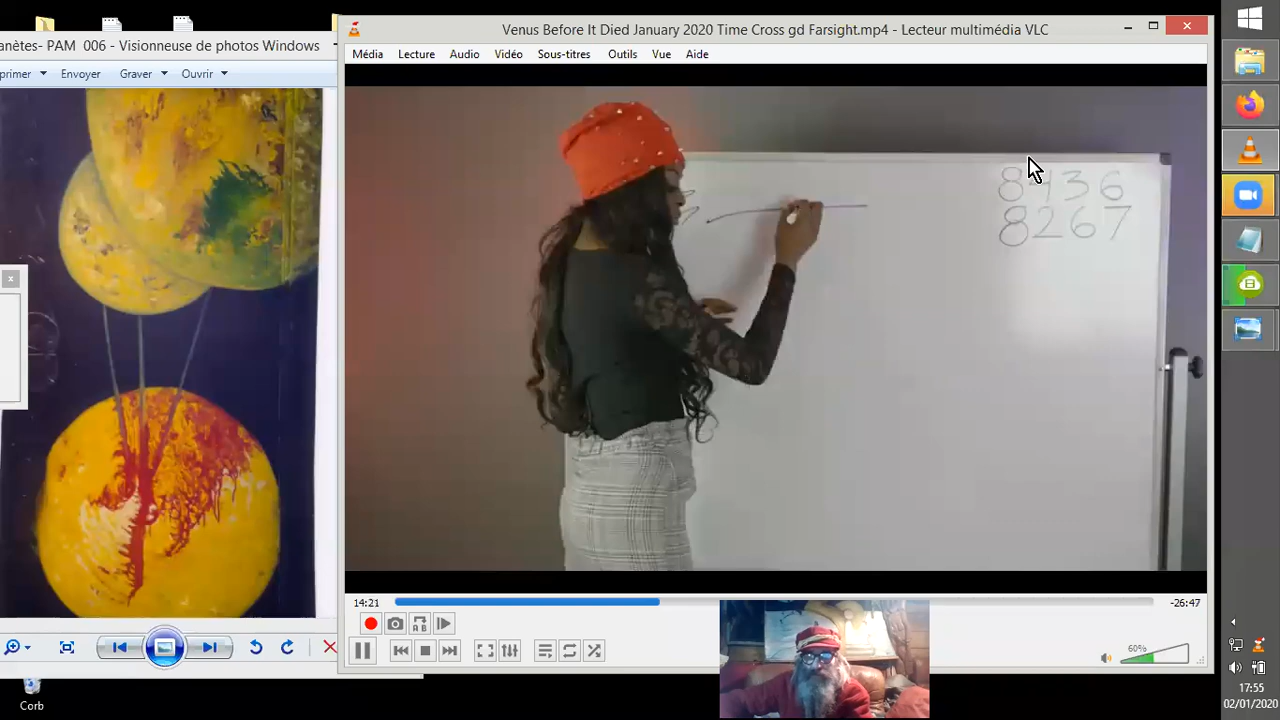 Venus Before It Died January 2020 Time Cross gd Farsight.mp4 - Lecteur multimédia VLC
anètes- PAM 006 - Visionneuse de photos Windows
Média Lecture Audio Vidéo Sous-titres Outils Vue Aide
primer Envoyer Graver Ouvrir
8436
8267
14:21
-26:47
60%
Corb
17:55
02/01/2020